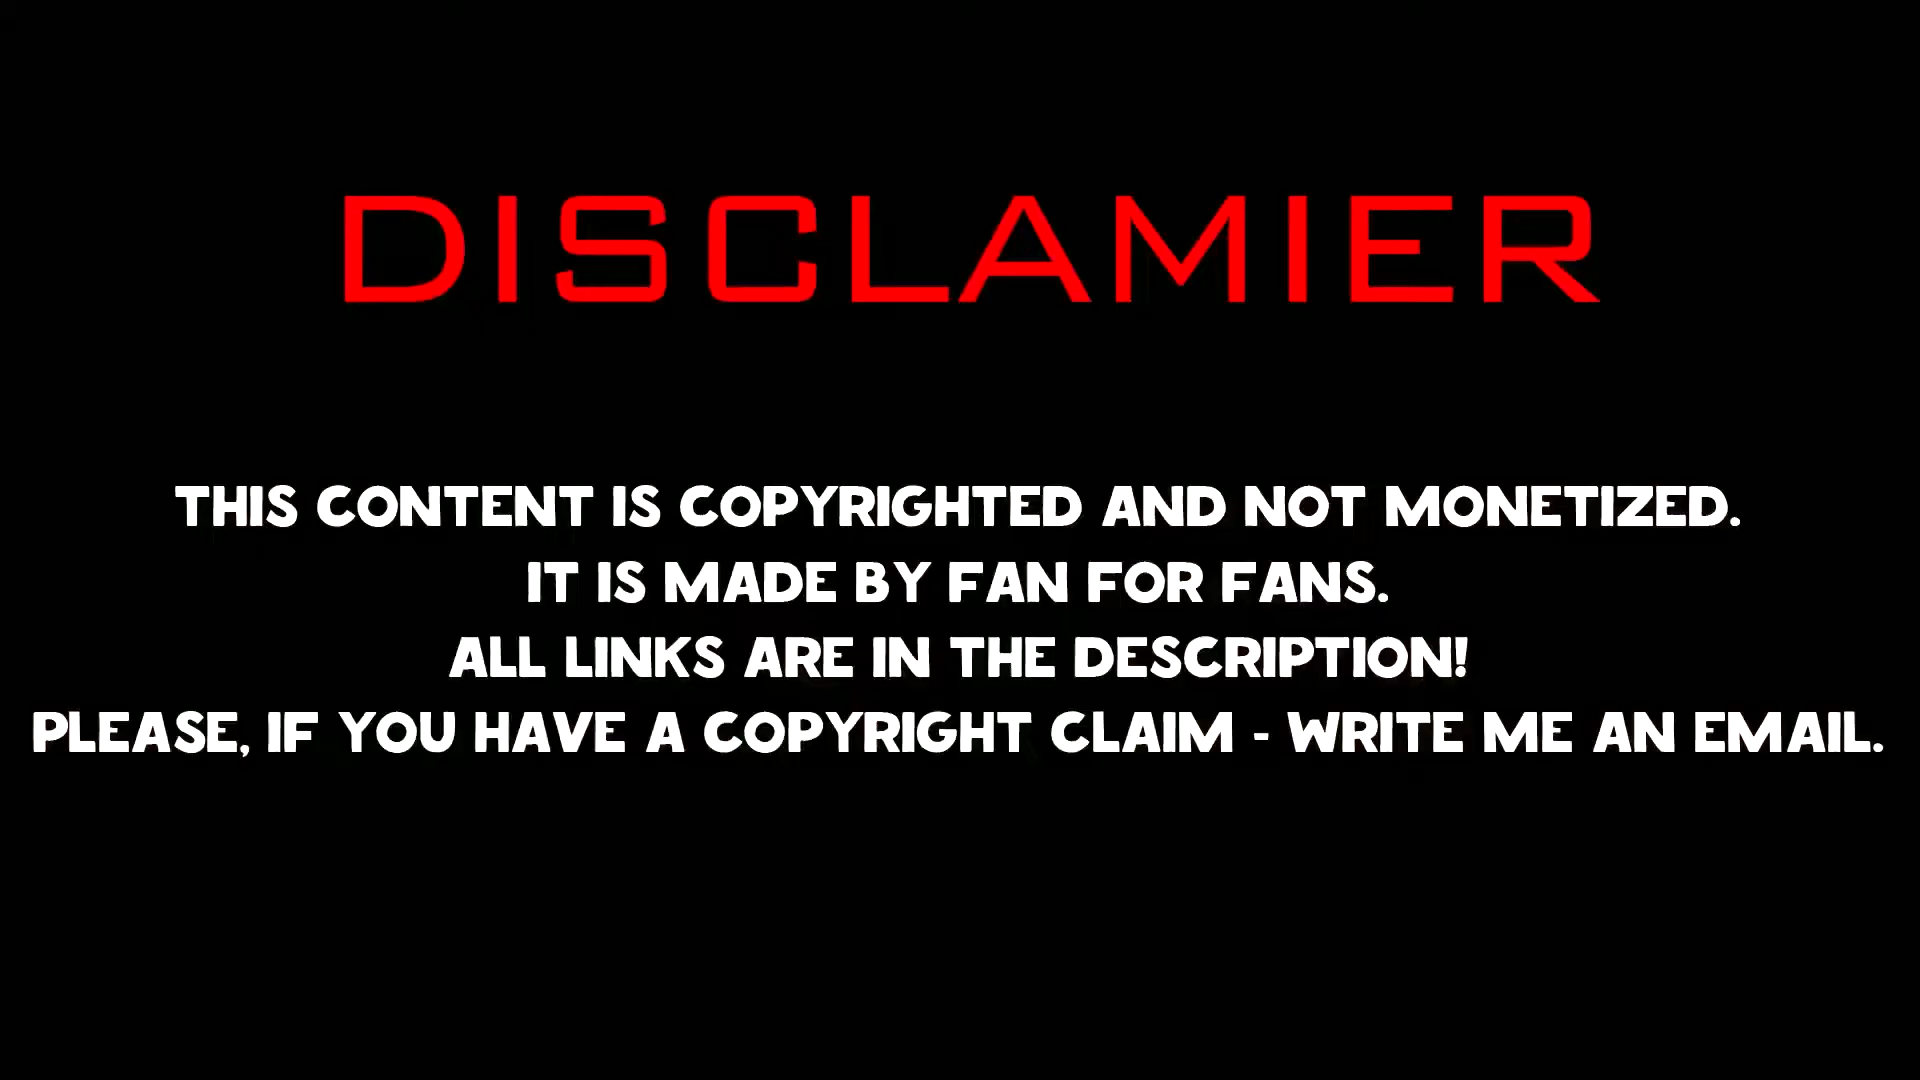 DISCLAMIER
THIS CONTENT IS COPYRIGHTED AND NOT MONETIZED.
IT IS MADE BY FAN FOR FANS.
ALL LINKS ARE IN THE DESCRIPTION!
PLEASE, IF YOU HAVE A COPYRIGHT CLAIM - WRITE ME AN EMAIL.